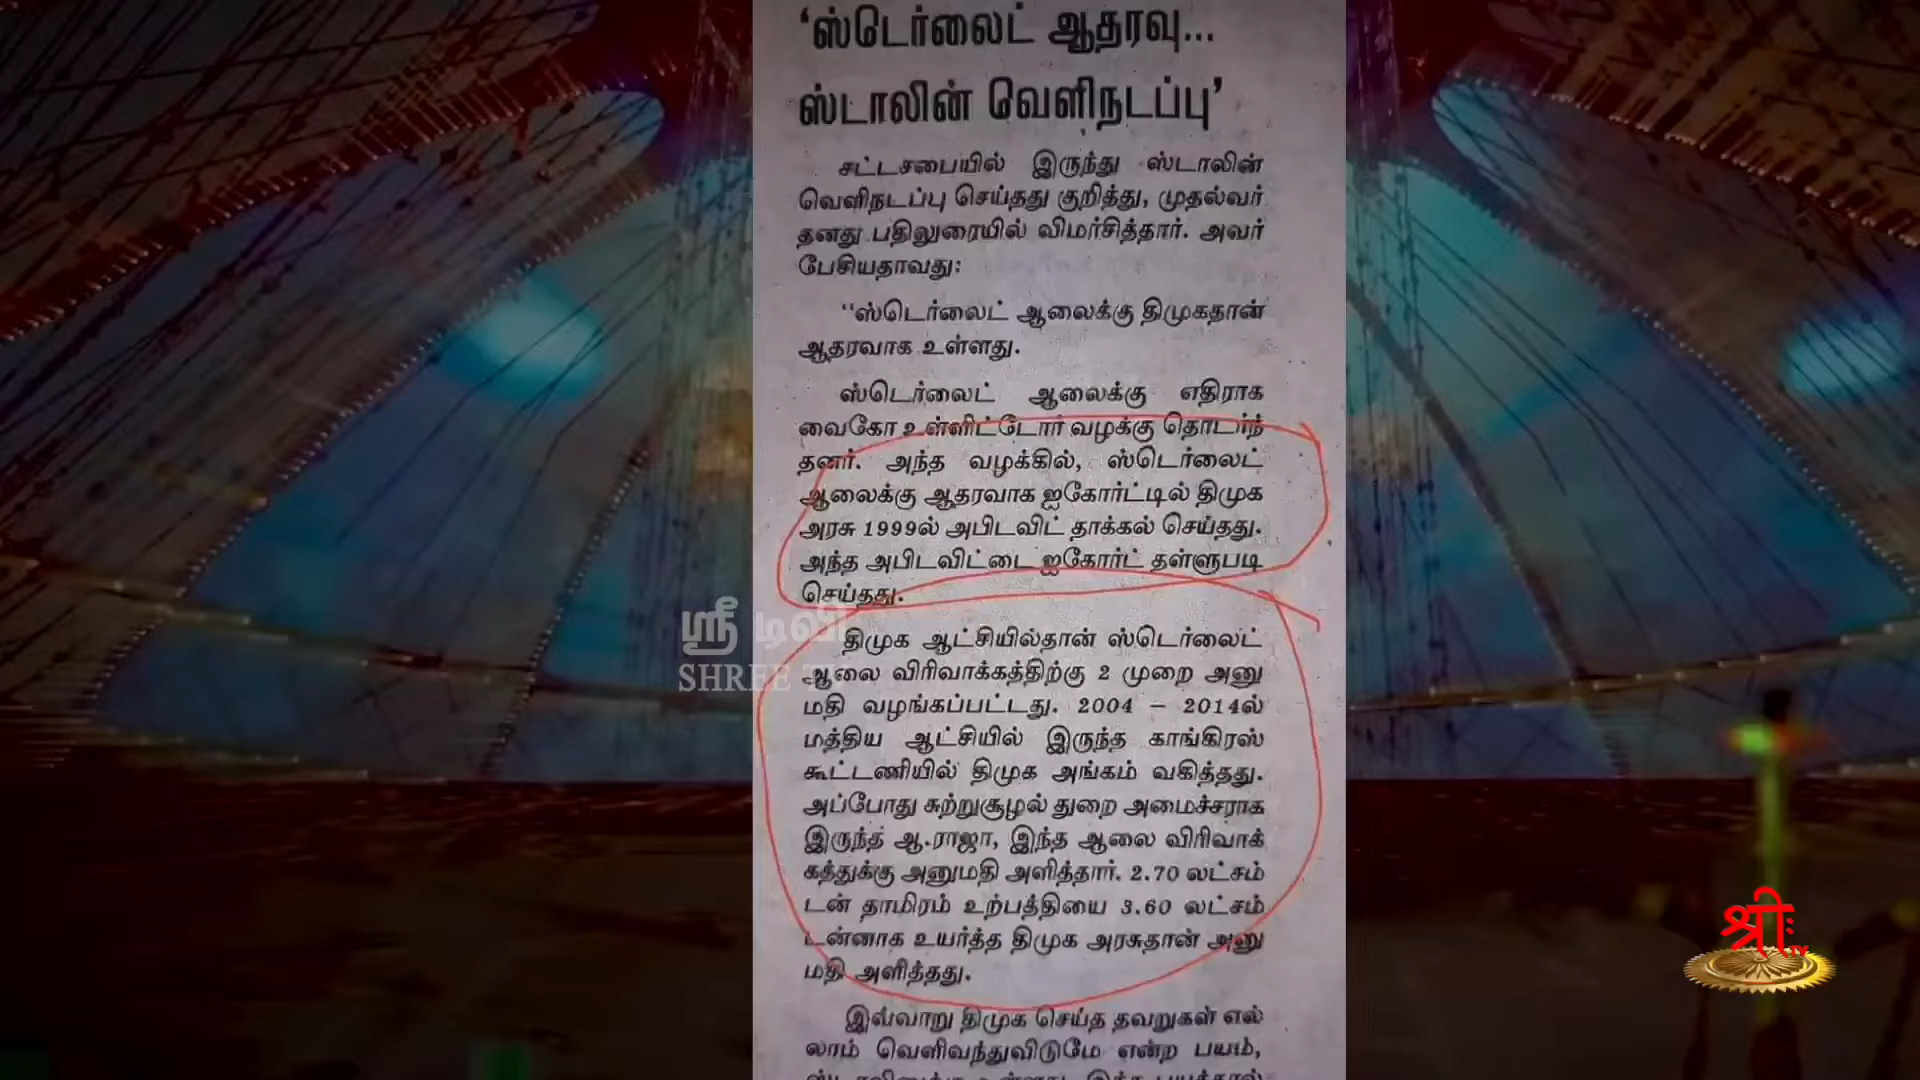 ‘ஸ்டெர்லைட் ஆதரவு...
ஸ்டாலின் வெளிநடப்பு’
சட்டசபையில் இருந்து ஸ்டாலின்
வெளிநடப்பு செய்தது குறித்து, முதல்வர்
தனது பதிலுரையில் விமர்சித்தார். அவர்
பேசியதாவது:
“ஸ்டெர்லைட் ஆலைக்கு திமுகதான்
ஆதரவாக உள்ளது.
ஸ்டெர்லைட் ஆலைக்கு எதிராக
வைகோ உள்ளிட்டோர் வழக்கு தொடர்ந்
தனர். அந்த வழக்கில், ஸ்டெர்லைட்
ஆலைக்கு ஆதரவாக ஐகோர்ட்டில் திமுக
அரசு 1999ல் அபிடவிட் தாக்கல் செய்தது.
அந்த அபிடவிட்டை ஐகோர்ட் தள்ளுபடி
செய்தது.
ஸ்ரீ டிவி
SHREE TV
திமுக ஆட்சியில்தான் ஸ்டெர்லைட்
ஆலை விரிவாக்கத்திற்கு 2 முறை அனு
மதி வழங்கப்பட்டது. 2004 – 2014ல்
மத்திய ஆட்சியில் இருந்த காங்கிரஸ்
கூட்டணியில் திமுக அங்கம் வகித்தது.
அப்போது சுற்றுசூழல் துறை அமைச்சராக
இருந்த ஆ.ராஜா, இந்த ஆலை விரிவாக்
கத்துக்கு அனுமதி அளித்தார். 2.70 லட்சம்
டன் தாமிரம் உற்பத்தியை 3.60 லட்சம்
டன்னாக உயர்த்த திமுக அரசுதான் அனு
மதி அளித்தது.
இவ்வாறு திமுக செய்த தவறுகள் எல்
லாம் வெளிவந்துவிடுமே என்ற பயம்,
श्रीः TV